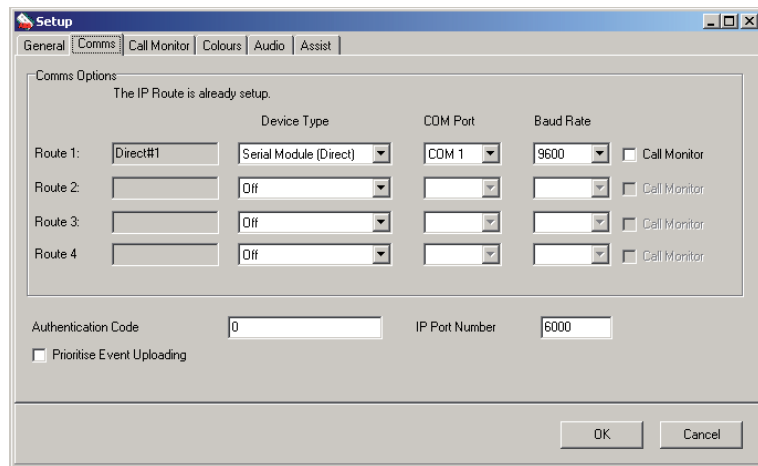 Setup
General Comms Call Monitor Colours Audio Assist
Comms Options
The IP Route is already setup.
Device Type COM Port Baud Rate
Route 1: Direct#1 Serial Module (Direct) COM 1 9600 Call Monitor
Route 2: Off Call Monitor
Route 3: Off Call Monitor
Route 4 Off Call Monitor
Authentication Code 0 IP Port Number 6000
Prioritise Event Uploading
OK Cancel